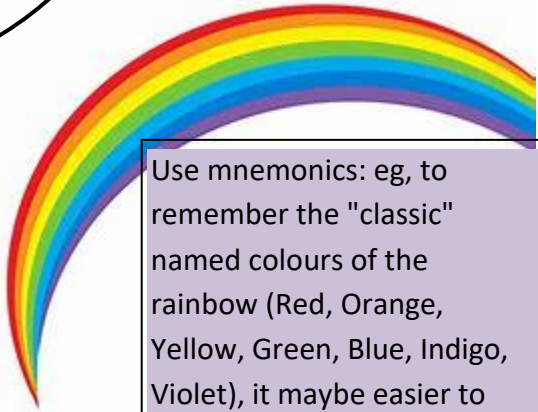 Use mnemonics: eg, to
remember the "classic"
named colours of the
rainbow (Red, Orange,
Yellow, Green, Blue, Indigo,
Violet), it maybe easier to